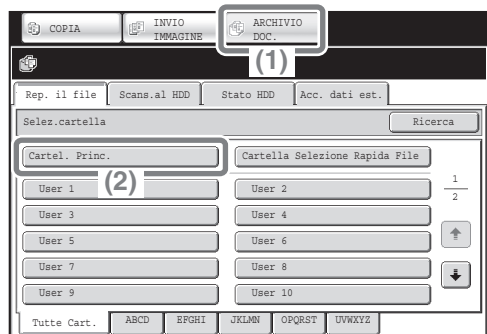 COPIA
INVIO
IMMAGINE
ARCHIVIO
DOC.
(1)
Rep. il file
Scans.al HDD
Stato HDD
Acc. dati est.
Selez.cartella
Ricerca
Cartel. Princ.
Cartella Selezione Rapida File
(2)
User 1
User 2
1
2
User 3
User 4
User 5
User 6
User 7
User 8
User 9
User 10
Tutte Cart.
ABCD
EFGHI
JKLMN
OPQRST
UVWXYZ